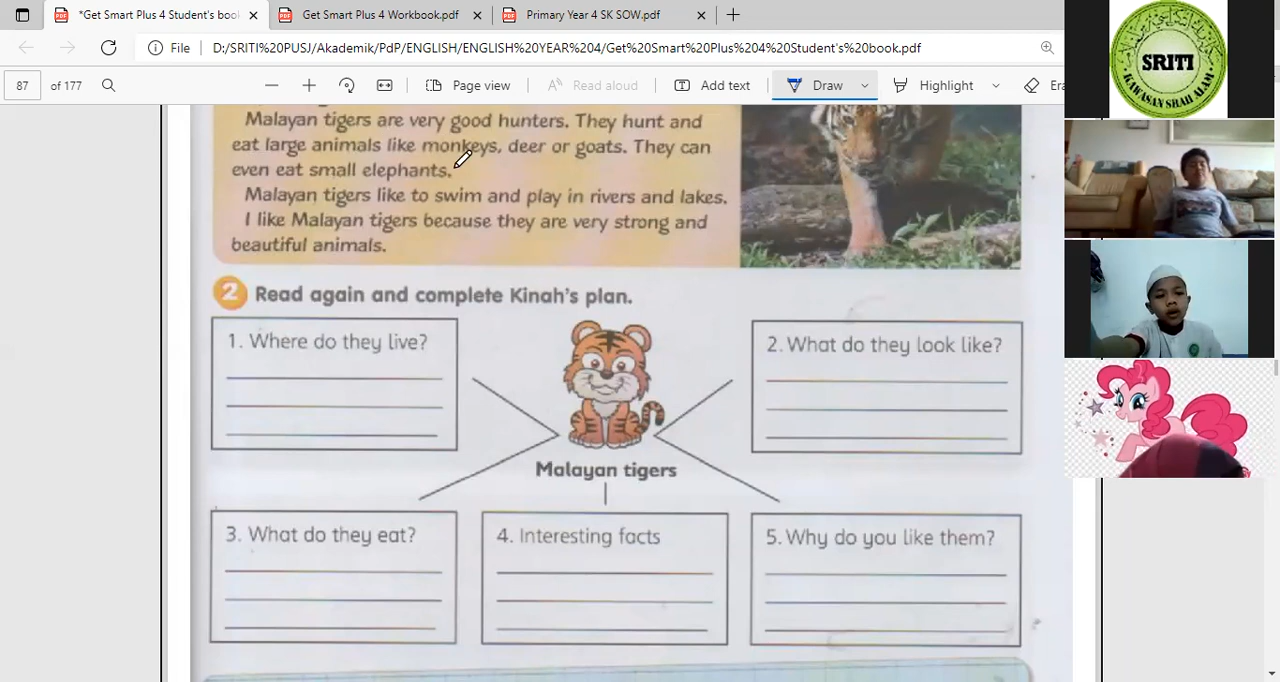 *Get Smart Plus 4 Student's boo
Get Smart Plus 4 Workbook.pdf
Primary Year 4 SK SOW.pdf
File
D:/SRITI%20RUSJ/Akademik/PdP/ENGLISH/ENGLISH%20YEAR%204/Get%20Smart%20Plus%204%20Student's%20book.pdf
87 of 177
Page view
Read aloud
Add text
Draw
Highlight
Era
Malayan tigers are very good hunters. They hunt and
eat large animals like monkeys, deer or goats. They can
even eat small elephants.
Malayan tigers like to swim and play in rivers and lakes.
I like Malayan tigers because they are very strong and
beautiful animals.
2 Read again and complete Kinah's plan.
1. Where do they live?
2. What do they look like?
Malayan tigers
3. What do they eat?
4. Interesting facts
5. Why do you like them?
SRITI
KAWASAN SHAH ALAM